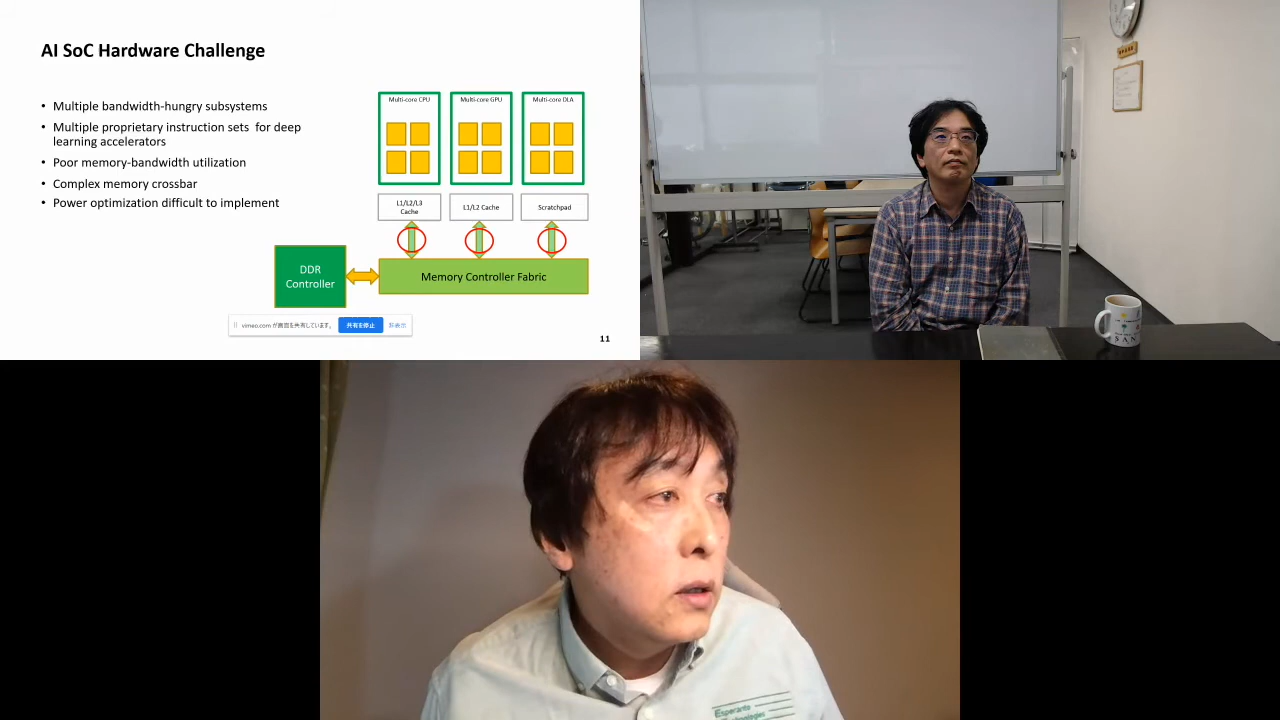 AI SoC Hardware Challenge
• Multiple bandwidth-hungry subsystems
• Multiple proprietary instruction sets for deep
learning accelerators
• Poor memory-bandwidth utilization
• Complex memory crossbar
• Power optimization difficult to implement
Multi-core CPU
Multi-core GPU
Multi-core DLA
L1/L2/L3
Cache
L1/L2 Cache
Scratchpad
DDR
Controller
Memory Controller Fabric
vimeo.com が画面を共有しています。
共有を停止
非表示
11
SAN
Esperanto
Technologies